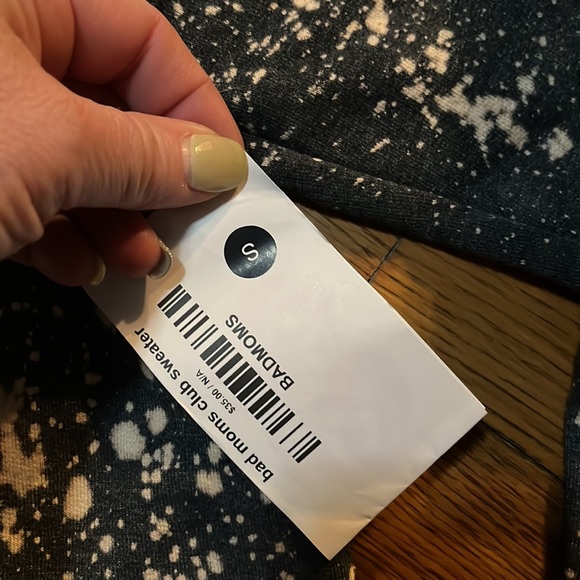 bad moms club sweater
$35.00 / N/A
BADMOMS
S